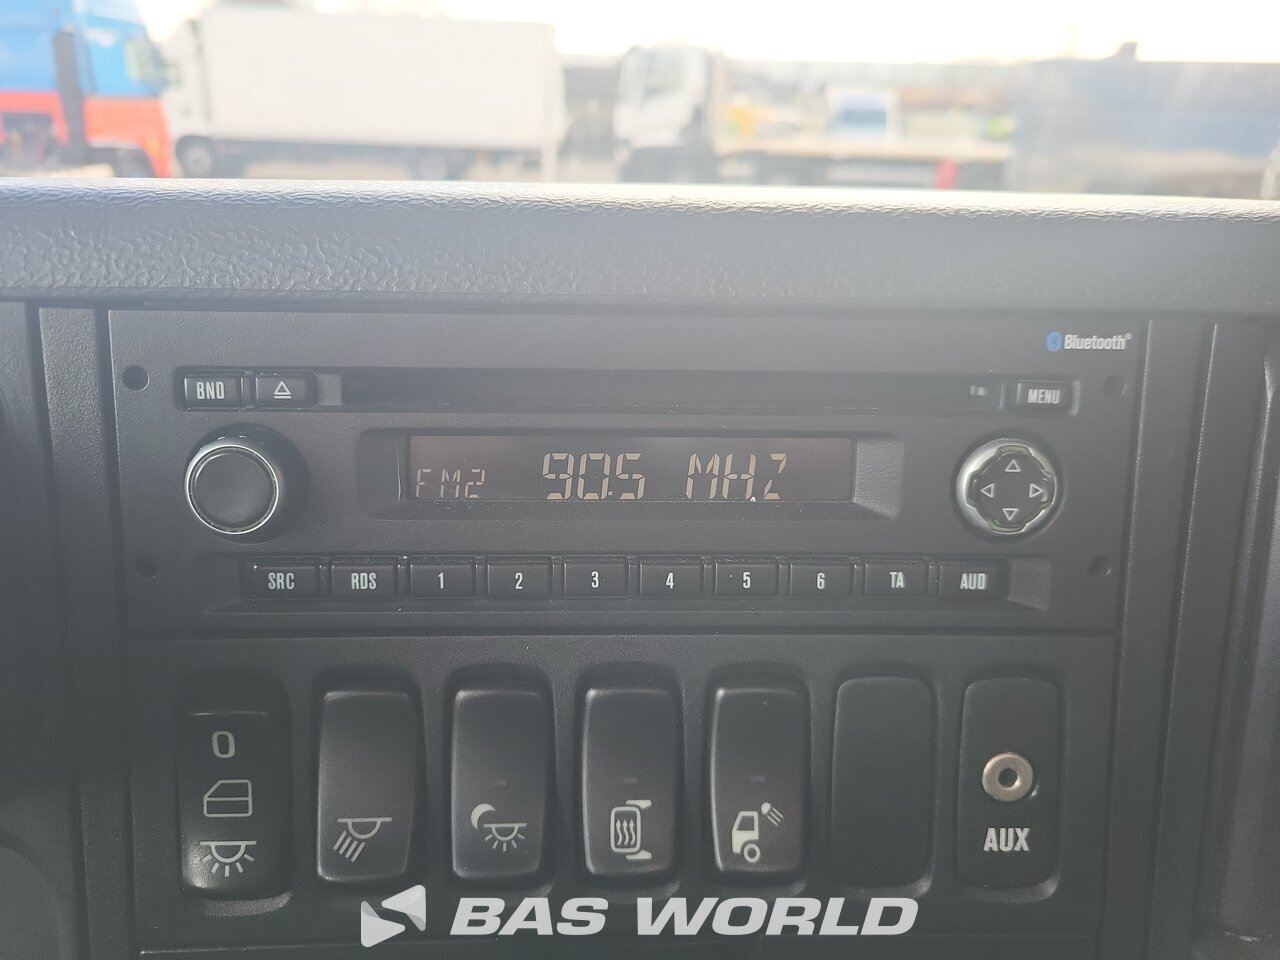 Bluetooth®
BND
MENU
FM2 90.5 MHZ
SRC RDS 1 2 3 4 5 6 TA AUD
0
AUX
BAS WORLD